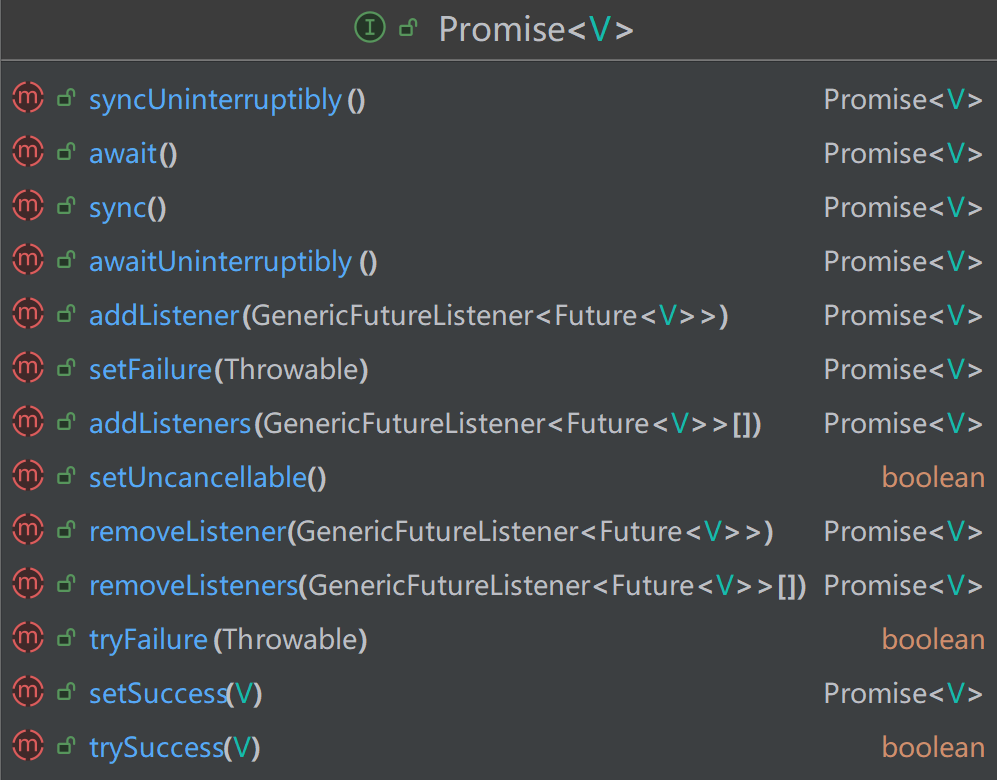 Promise<V>
syncUninterruptibly() Promise<V>
await() Promise<V>
sync() Promise<V>
awaitUninterruptibly() Promise<V>
addListener(GenericFutureListener<Future<V>>) Promise<V>
setFailure(Throwable) Promise<V>
addListeners(GenericFutureListener<Future<V>>[]) Promise<V>
setUncancellable() boolean
removeListener(GenericFutureListener<Future<V>>) Promise<V>
removeListeners(GenericFutureListener<Future<V>>[]) Promise<V>
tryFailure(Throwable) boolean
setSuccess(V) Promise<V>
trySuccess(V) boolean